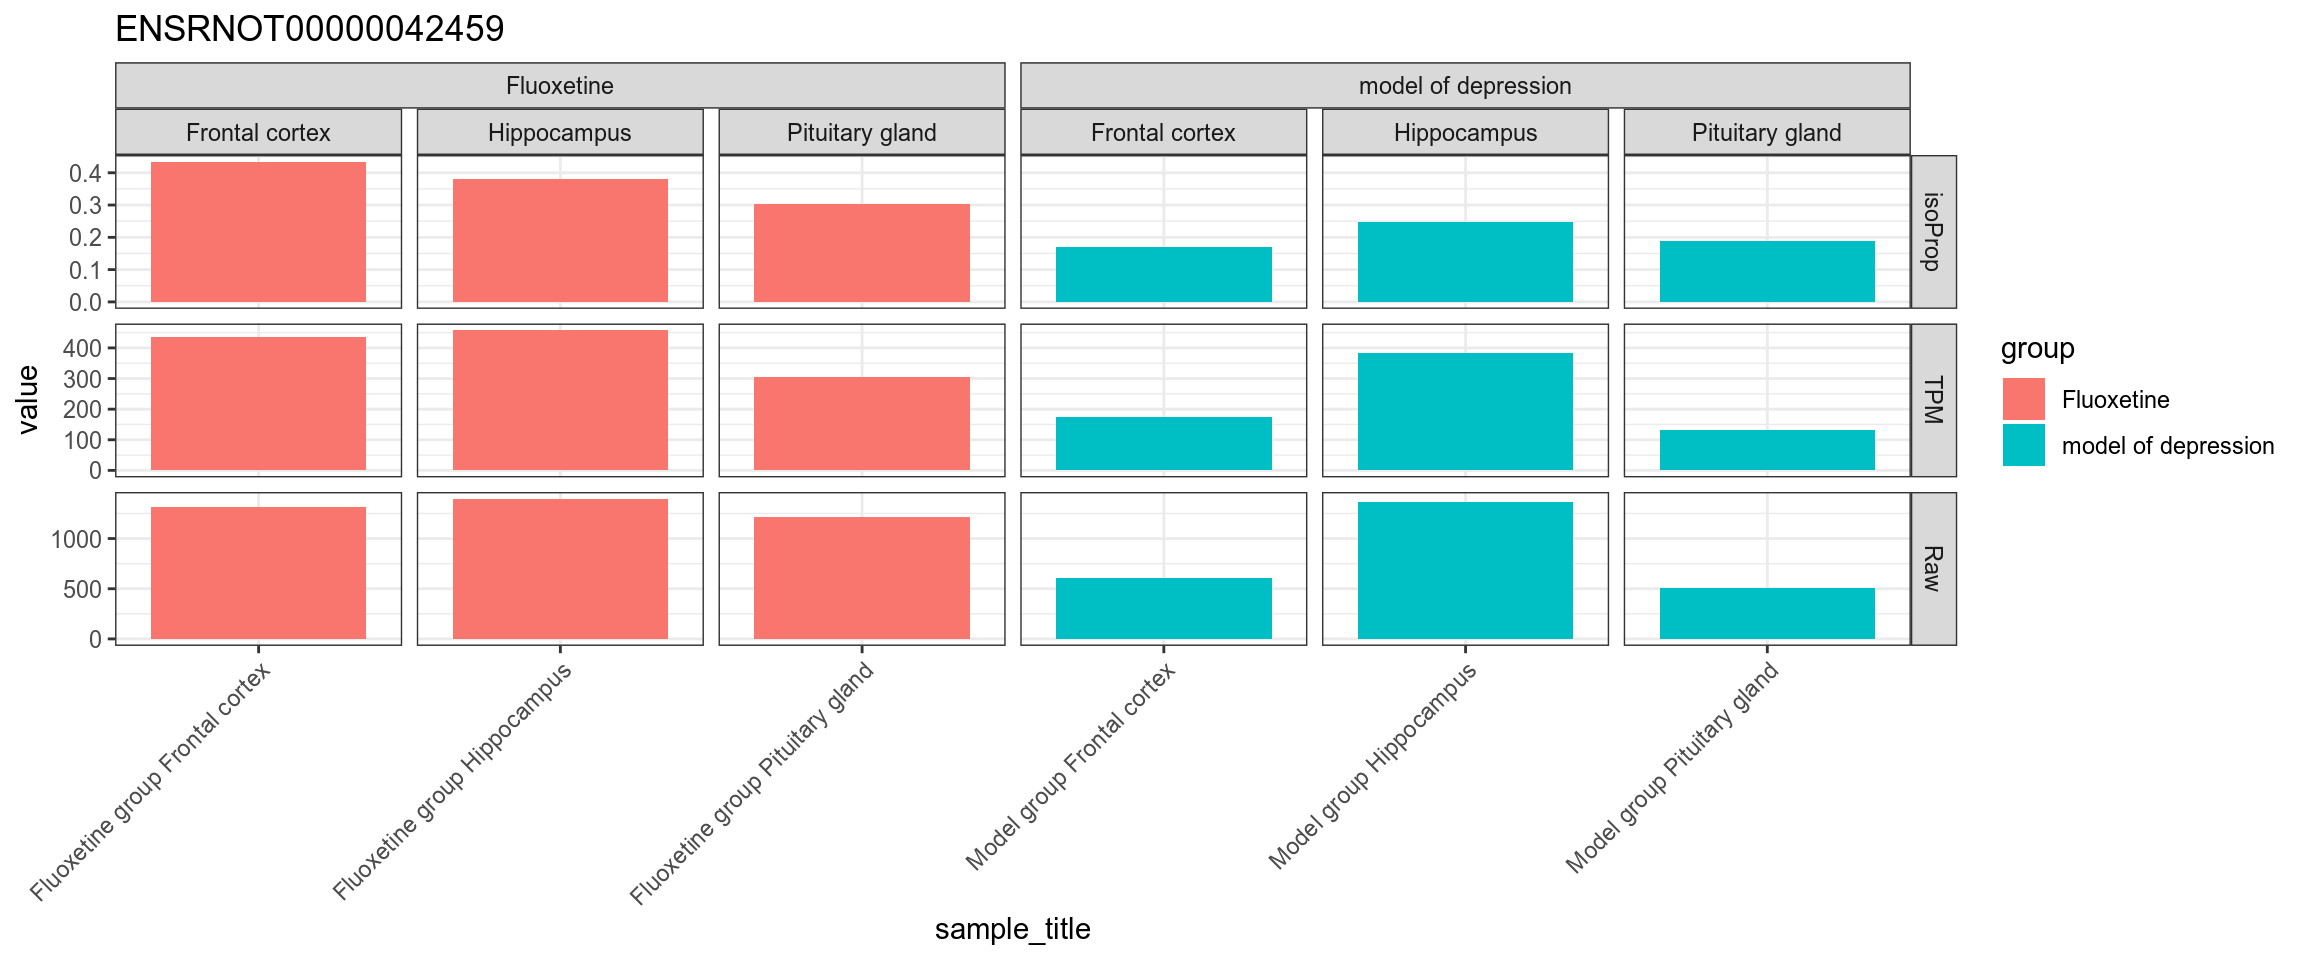 ENSRNOT00000042459
Fluoxetine
model of depression
Frontal cortex
Hippocampus
Pituitary gland
Frontal cortex
Hippocampus
Pituitary gland
0.4
0.3
0.2
0.1
0.0
isoProp
400
300
200
100
0
TPM
1000
500
0
Raw
value
Fluoxetine group Frontal cortex
Fluoxetine group Hippocampus
Fluoxetine group Pituitary gland
Model group Frontal cortex
Model group Hippocampus
Model group Pituitary gland
sample_title
group
Fluoxetine
model of depression